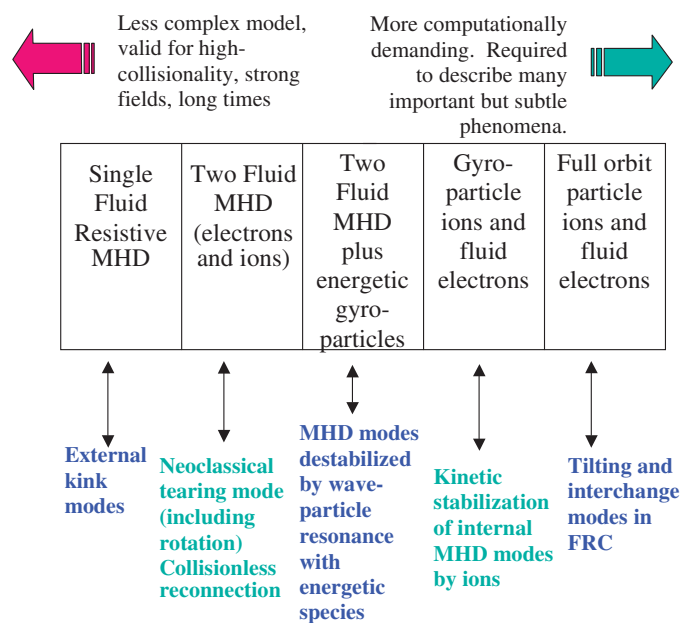 Less complex model,
valid for high-
collisionality, strong
fields, long times
More computationally
demanding. Required
to describe many
important but subtle
phenomena.
Single
Fluid
Resistive
MHD
Two Fluid
MHD
(electrons
and ions)
Two
Fluid
MHD
plus
energetic
gyro-
particles
Gyro-
particle
ions and
fluid
electrons
Full orbit
particle
ions and
fluid
electrons
External
kink
modes
Neoclassical
tearing mode
(including
rotation)
Collisionless
reconnection
MHD modes
destabilized
by wave-
particle
resonance
with
energetic
species
Kinetic
stabilization
of internal
MHD modes
by ions
Tilting and
interchange
modes in
FRC